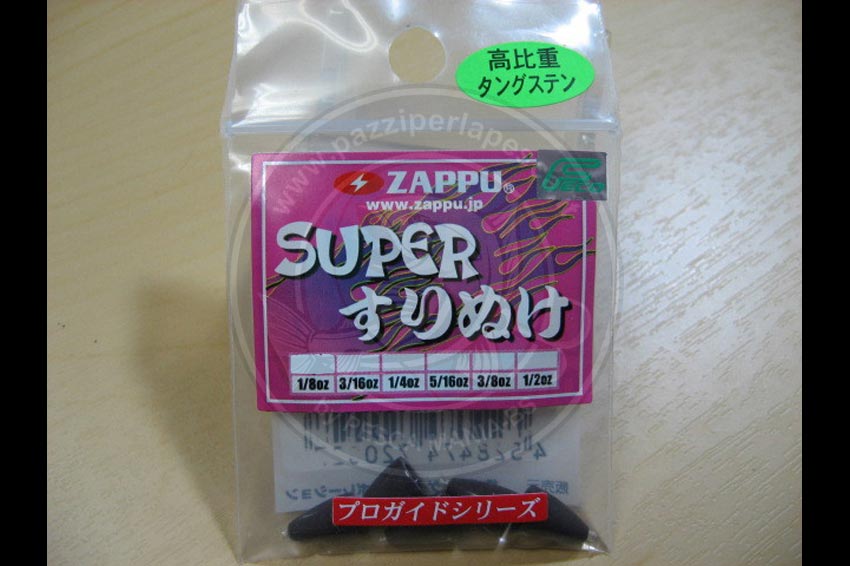 高比重
タングステン
ZAPPU®
www.zappu.jp
SUPER
すりぬけ
1/8oz 3/16oz 1/4oz 5/16oz 3/8oz 1/2oz
プロガイドシリーズ
www.pazziperlapes